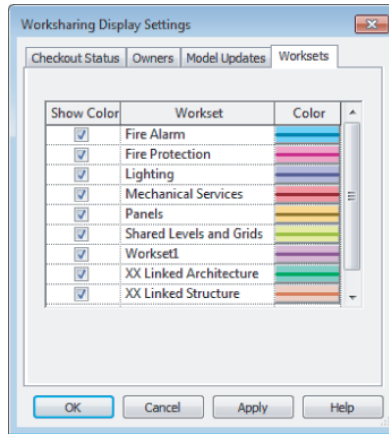 Worksharing Display Settings
Checkout Status Owners Model Updates Worksets
Show Color Workset Color
Fire Alarm
Fire Protection
Lighting
Mechanical Services
Panels
Shared Levels and Grids
Workset1
XX Linked Architecture
XX Linked Structure
OK Cancel Apply Help